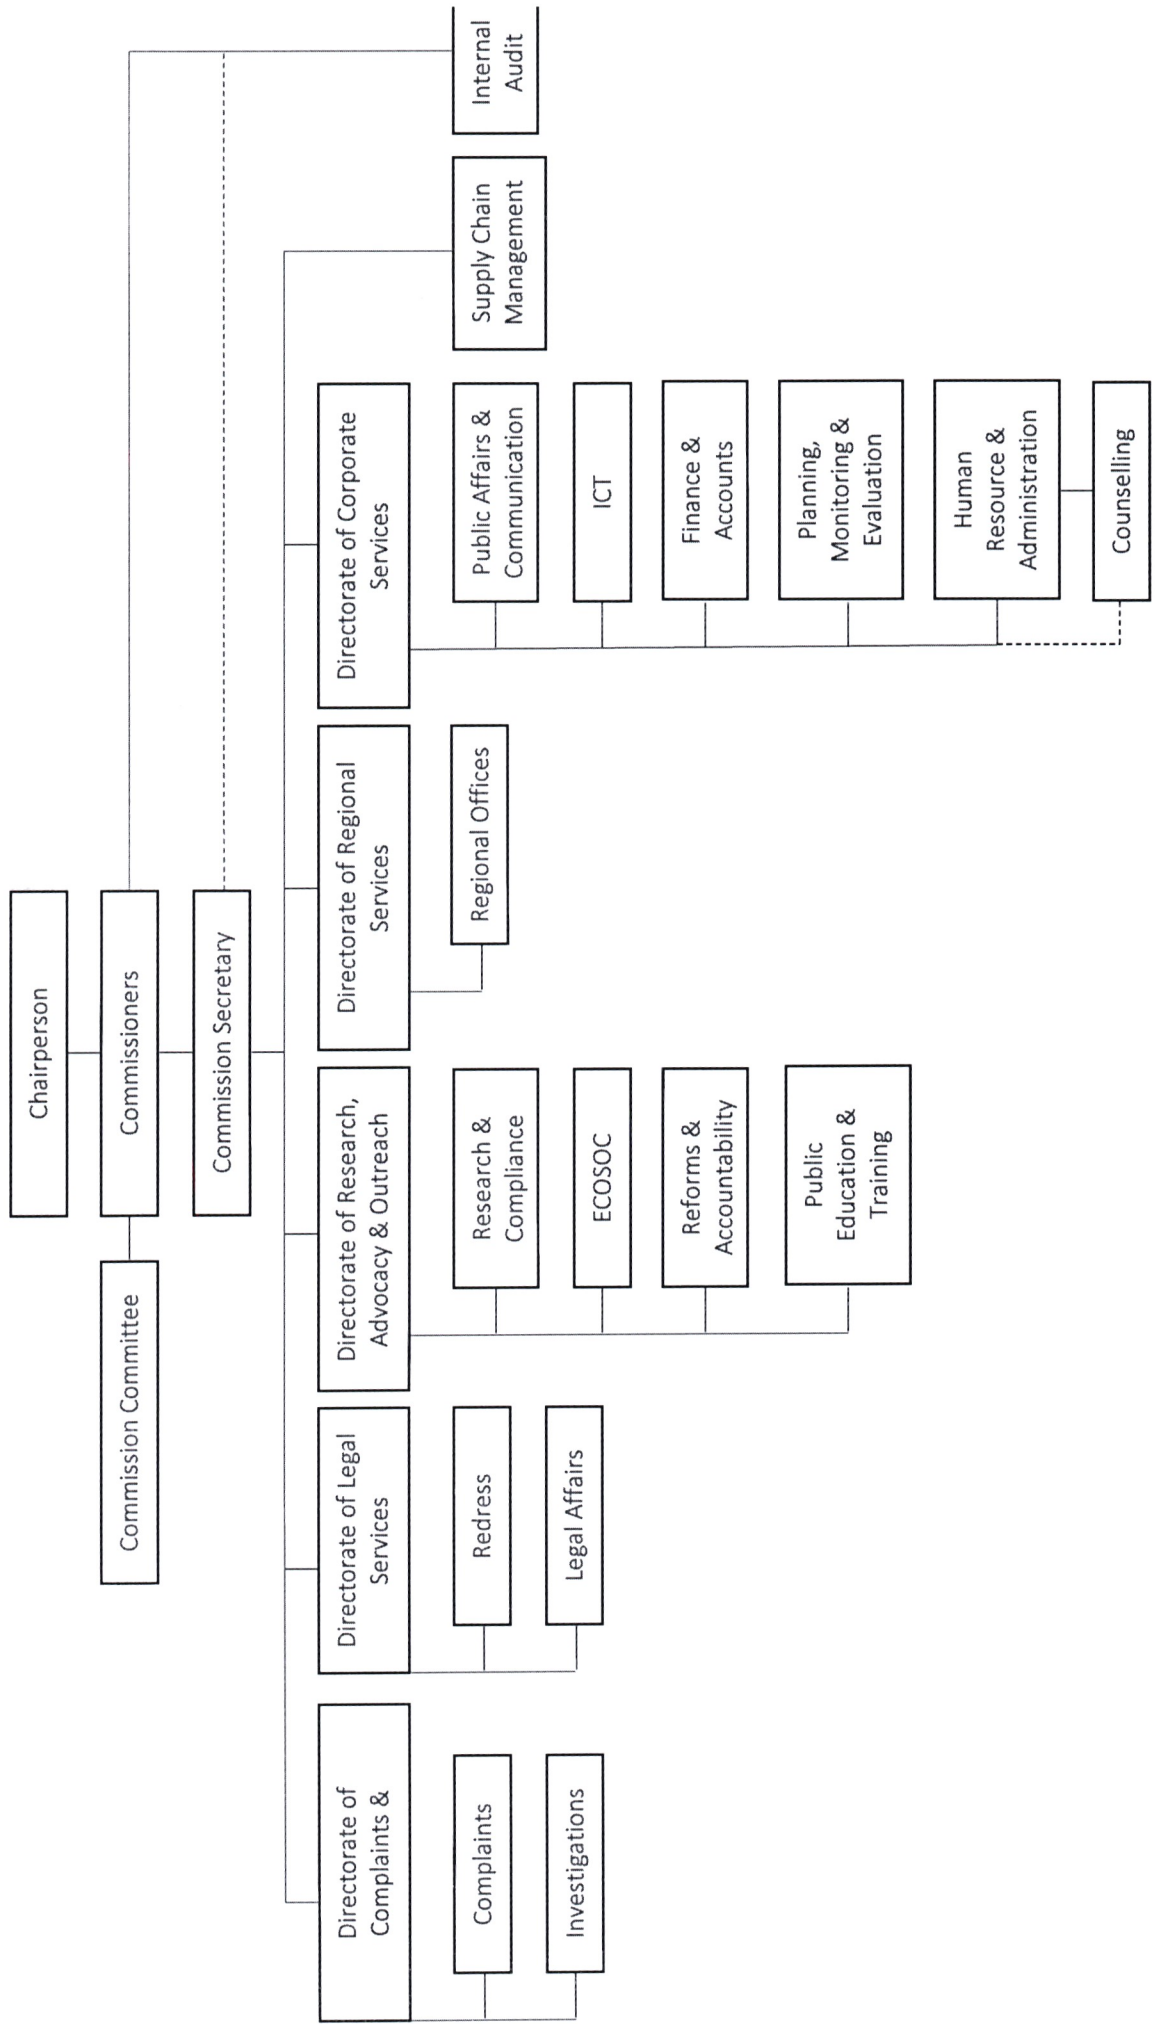 Chairperson
Commission Committee
Commissioners
Commission Secretary
Directorate of
Complaints &
Directorate of Legal
Services
Directorate of Research,
Advocacy & Outreach
Directorate of Regional
Services
Directorate of Corporate
Services
Supply Chain
Management
Internal
Audit
Complaints
Investigations
Redress
Legal Affairs
Research &
Compliance
ECOSOC
Reforms &
Accountability
Public
Education &
Training
Regional Offices
Public Affairs &
Communication
ICT
Finance &
Accounts
Planning,
Monitoring &
Evaluation
Human
Resource &
Administration
Counselling